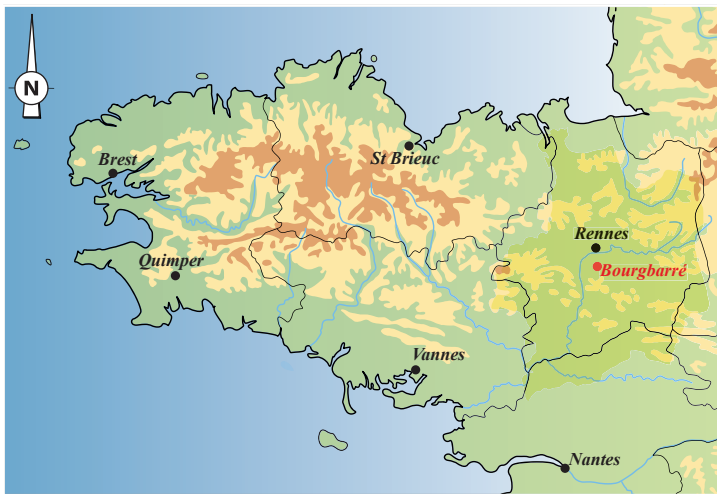 N
Brest
St Brieuc
Rennes
Quimper
Bourgbarré
Vannes
Nantes